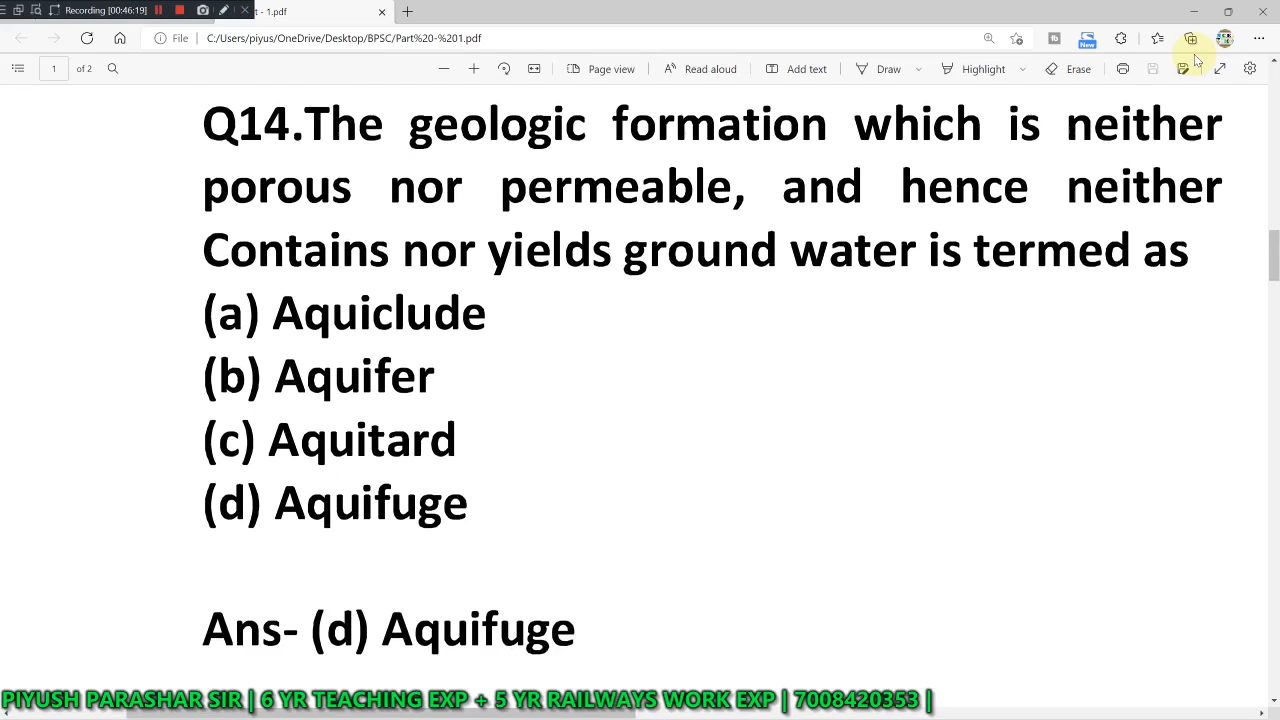 Recording [00:46:19]
t - 1.pdf
File C:/Users/piyus/OneDrive/Desktop/BPSC/Part%20-%201.pdf
New
1 of 2 Page view Read aloud Add text Draw Highlight Erase
Q14.The geologic formation which is neither
porous nor permeable, and hence neither
Contains nor yields ground water is termed as
(a) Aquiclude
(b) Aquifer
(c) Aquitard
(d) Aquifuge
Ans- (d) Aquifuge
PIYUSH PARASHAR SIR | 6 YR TEACHING EXP + 5 YR RAILWAYS WORK EXP | 7008420353 |